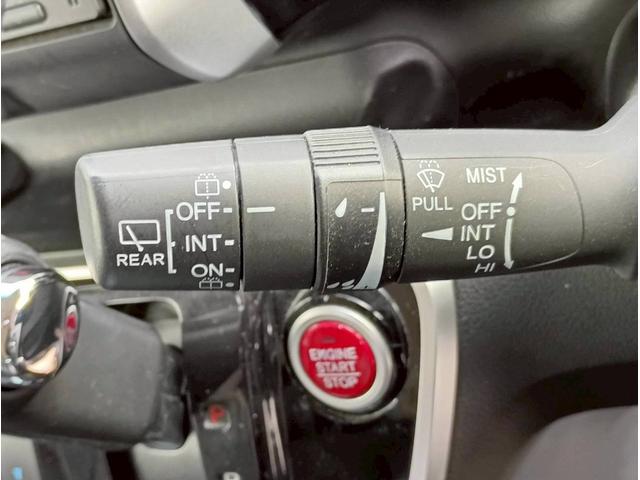 OFF
INT
REAR
ON
PULL
MIST
OFF
INT
LO
HI
ENGINE
START
STOP